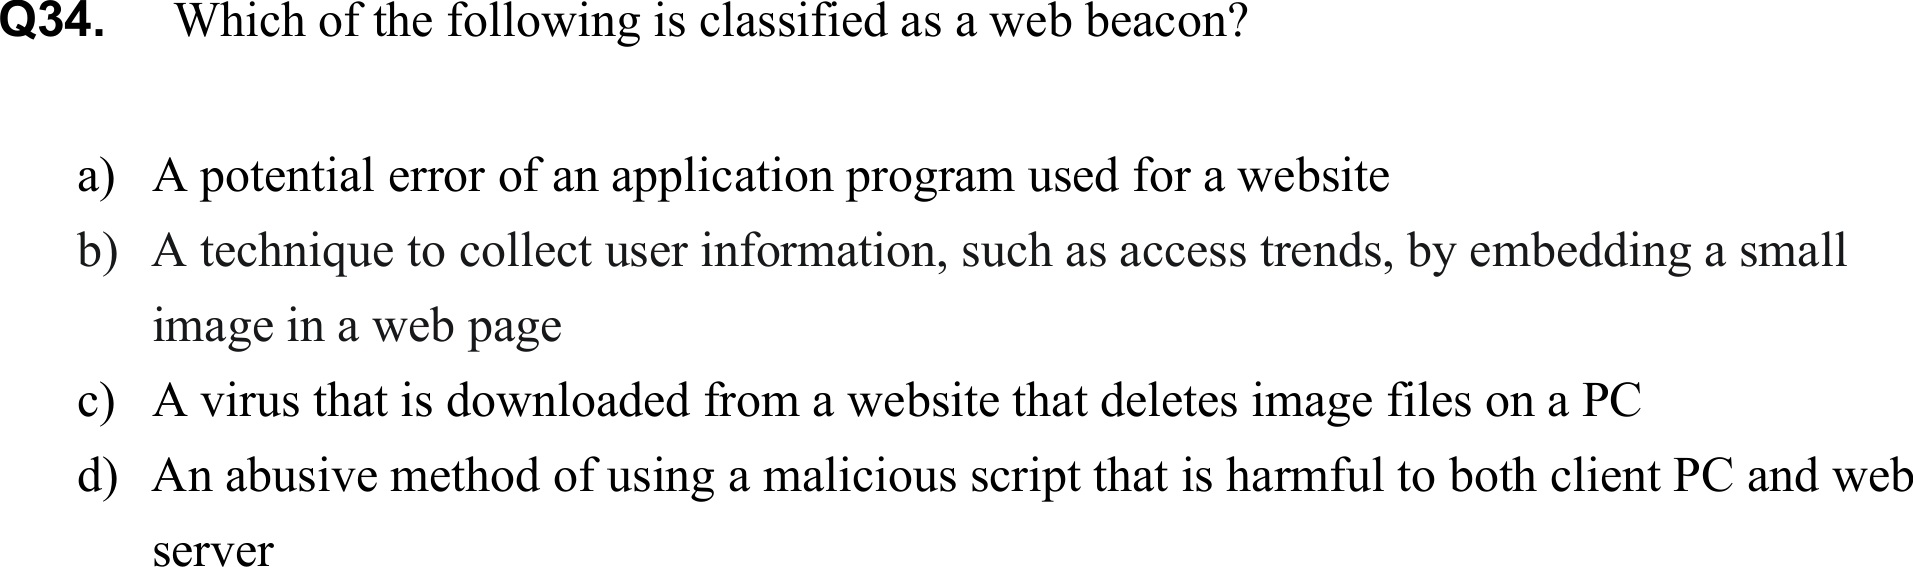 Q34. Which of the following is classified as a web beacon?
a) A potential error of an application program used for a website
b) A technique to collect user information, such as access trends, by embedding a small
image in a web page
c) A virus that is downloaded from a website that deletes image files on a PC
d) An abusive method of using a malicious script that is harmful to both client PC and web
server